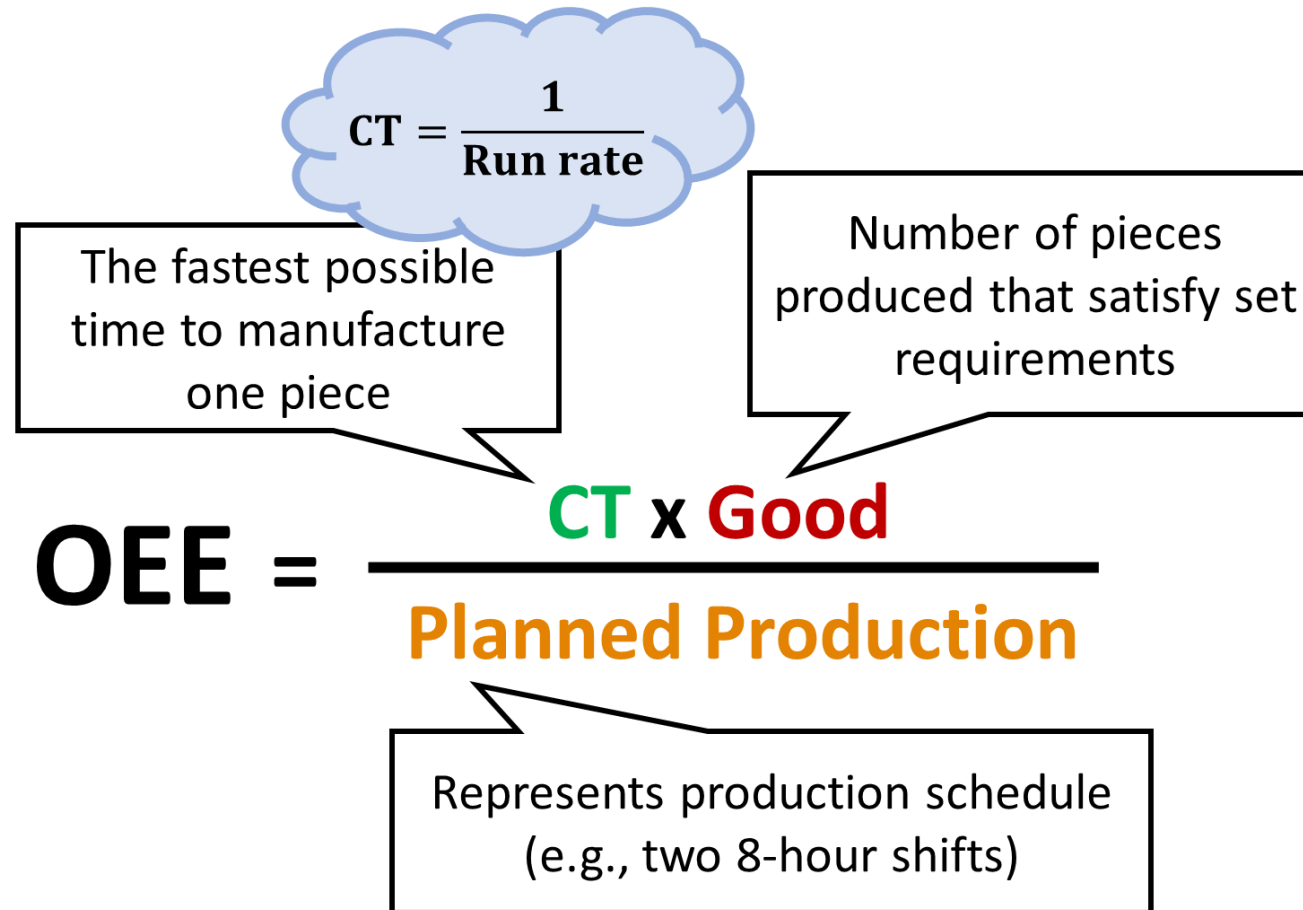 CT = 1 / Run rate
The fastest possible
time to manufacture
one piece
Number of pieces
produced that satisfy set
requirements
OEE =
CT x Good
Planned Production
Represents production schedule
(e.g., two 8-hour shifts)